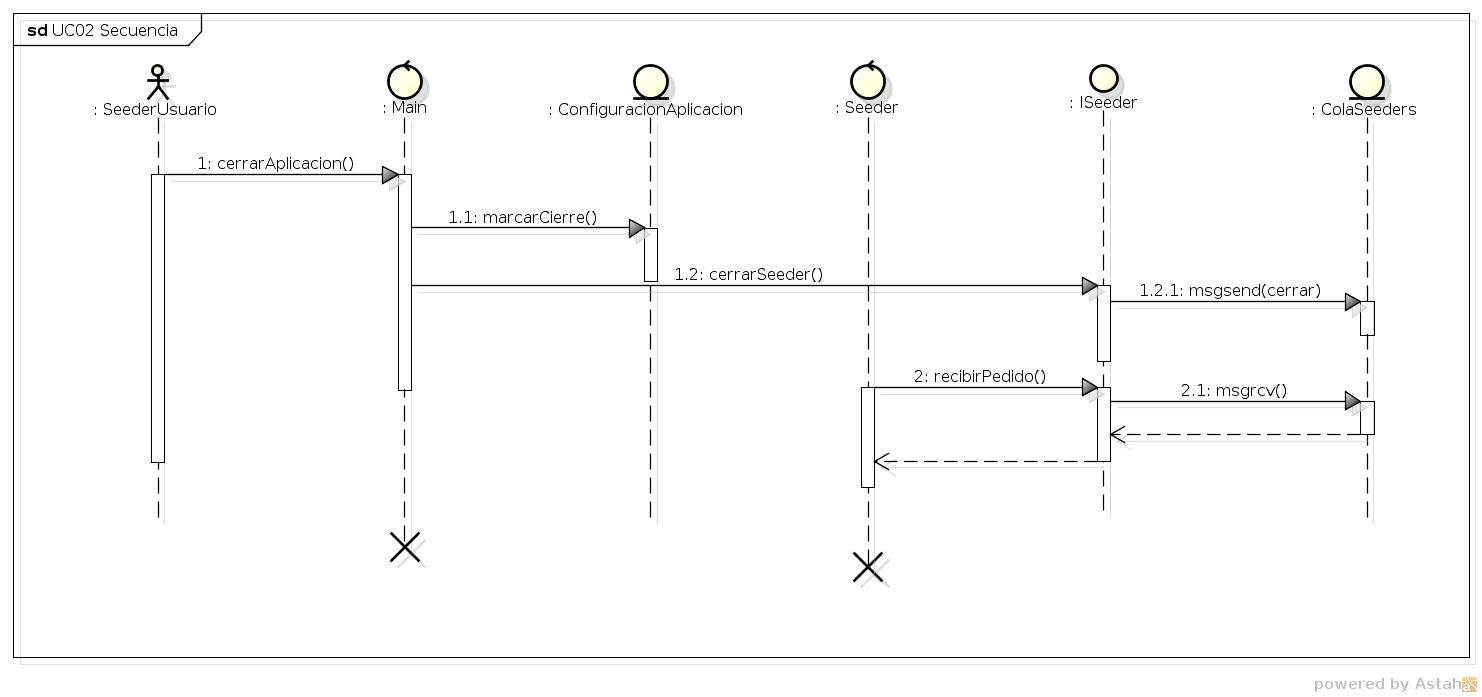 sd UC02 Secuencia
: SeederUsuario
: Main
: ConfiguracionAplicacion
: Seeder
: ISeeder
: ColaSeeders
1: cerrarAplicacion()
1.1: marcarCierre()
1.2: cerrarSeeder()
1.2.1: msgsend(cerrar)
2: recibirPedido()
2.1: msgrcv()
powered by Astah